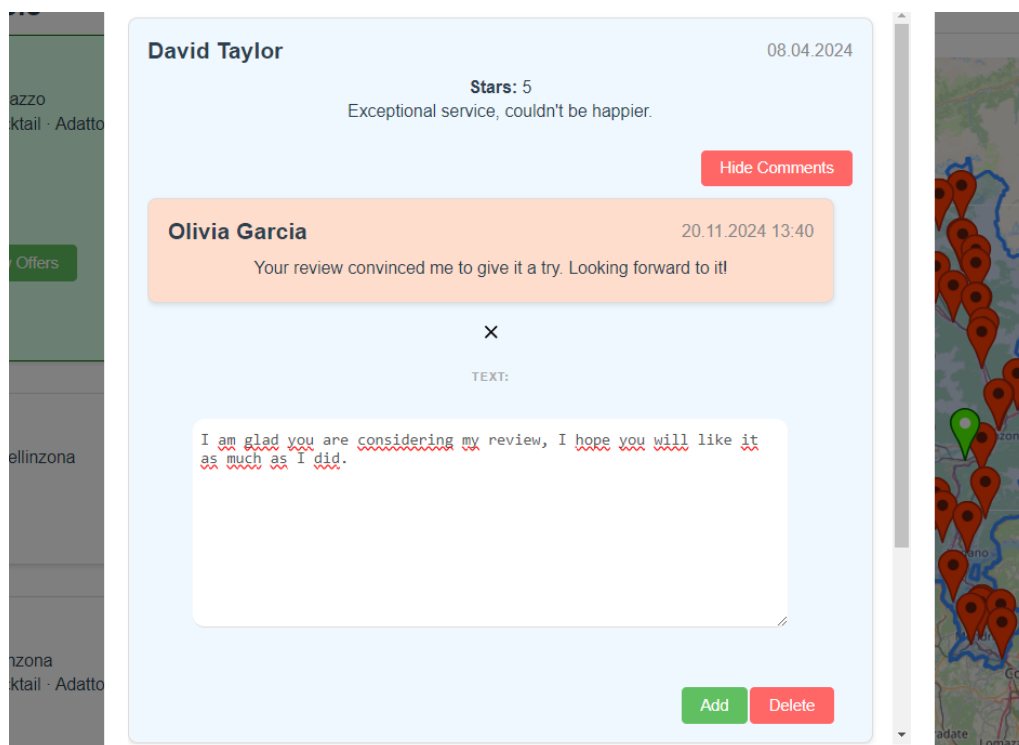 David Taylor
08.04.2024
Stars: 5
Exceptional service, couldn't be happier.
Hide Comments
Olivia Garcia
20.11.2024 13:40
Your review convinced me to give it a try. Looking forward to it!
×
TEXT:
I am glad you are considering my review, I hope you will like it
as much as I did.
Add
Delete
azzo
ktail · Adatto
Offers
ellinzona
nzona
ktail · Adatto